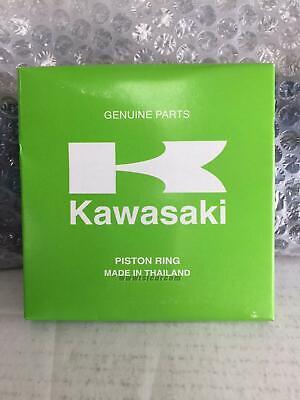 GENUINE PARTS
Kawasaki
PISTON RING
MADE IN THAILAND